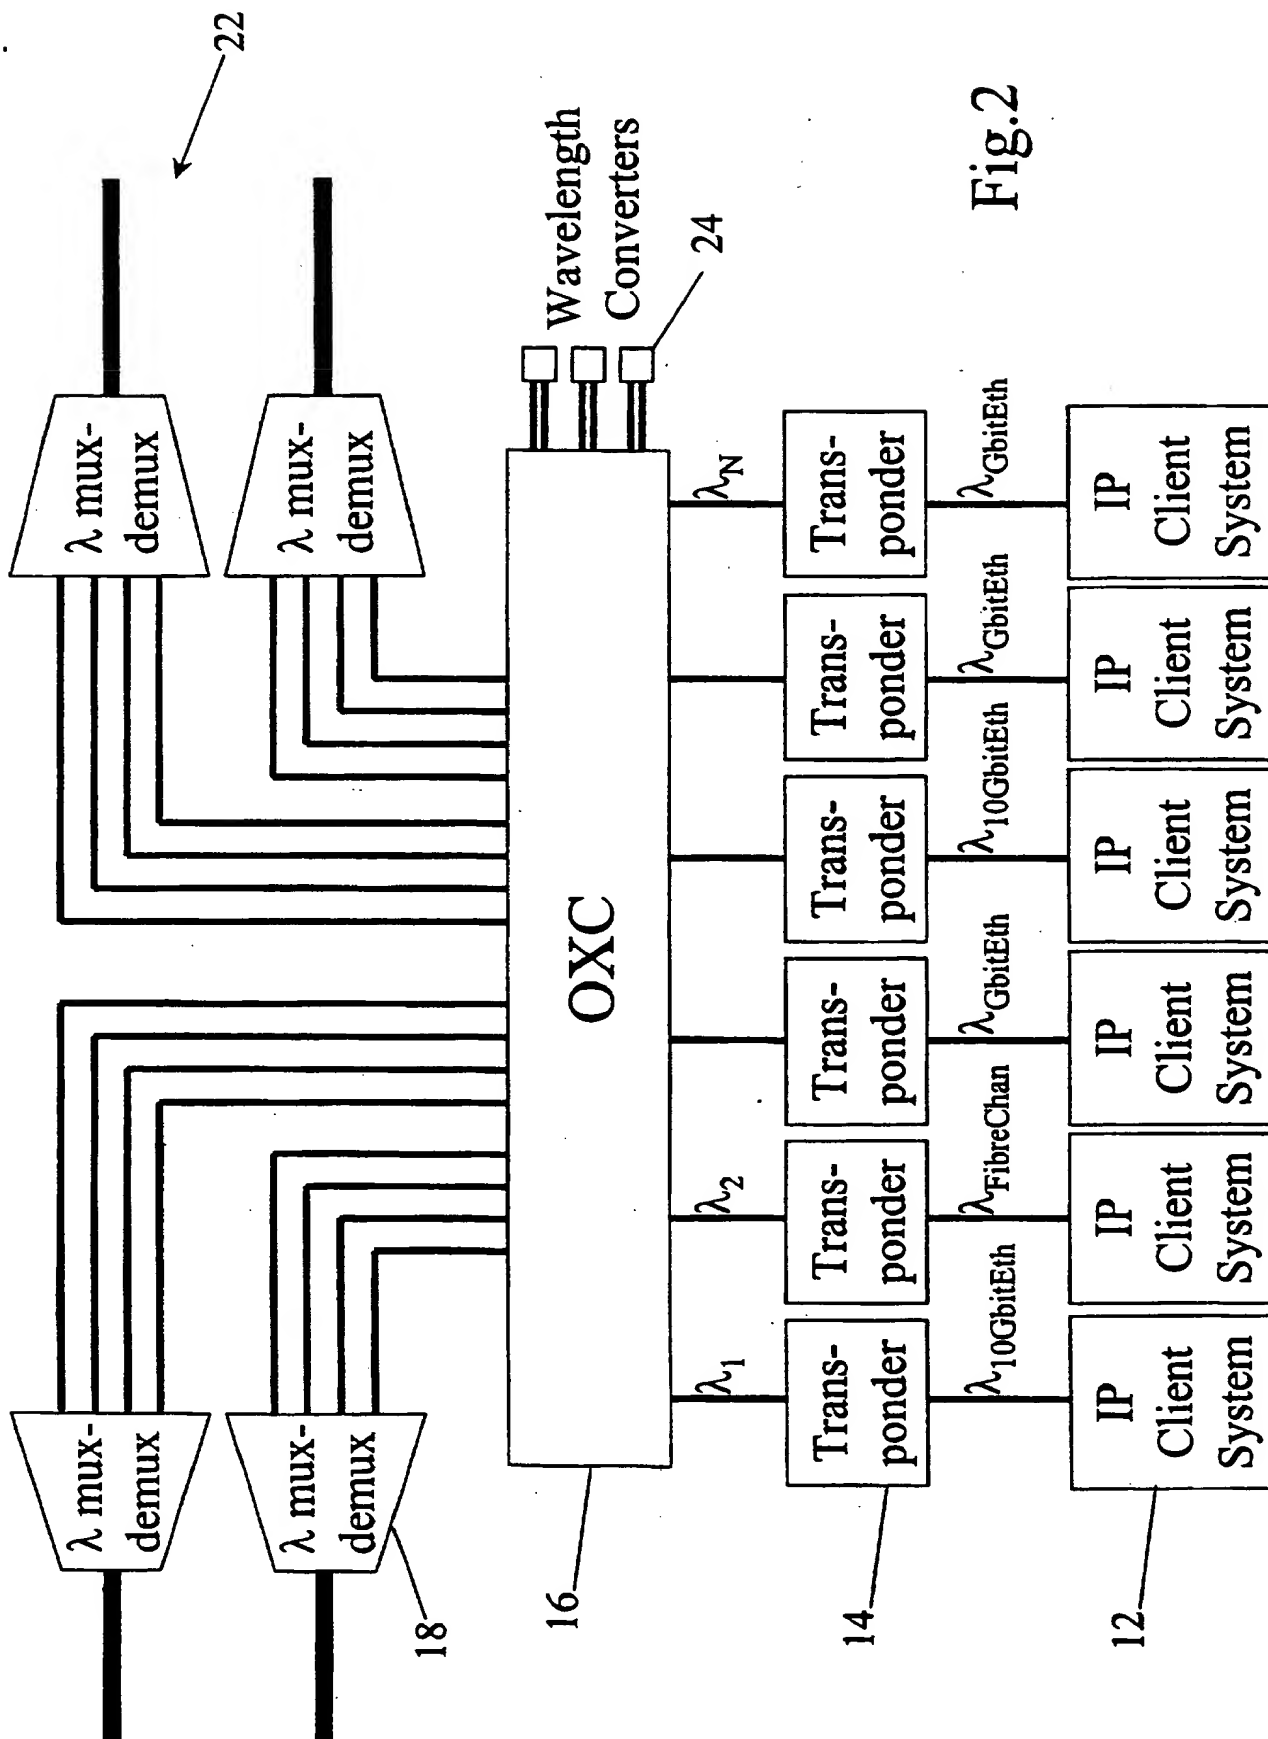 22
λ mux-
demux
λ mux-
demux
λ mux-
demux
λ mux-
demux
18
Wavelength
Converters
24
OXC
16
λ1
λ2
λN
Trans-
ponder
Trans-
ponder
Trans-
ponder
Trans-
ponder
Trans-
ponder
Trans-
ponder
14
λ10GbitEth
λFibreChan
λGbitEth
λ10GbitEth
λGbitEth
λGbitEth
IP
Client
System
IP
Client
System
IP
Client
System
IP
Client
System
IP
Client
System
IP
Client
System
12
Fig.2